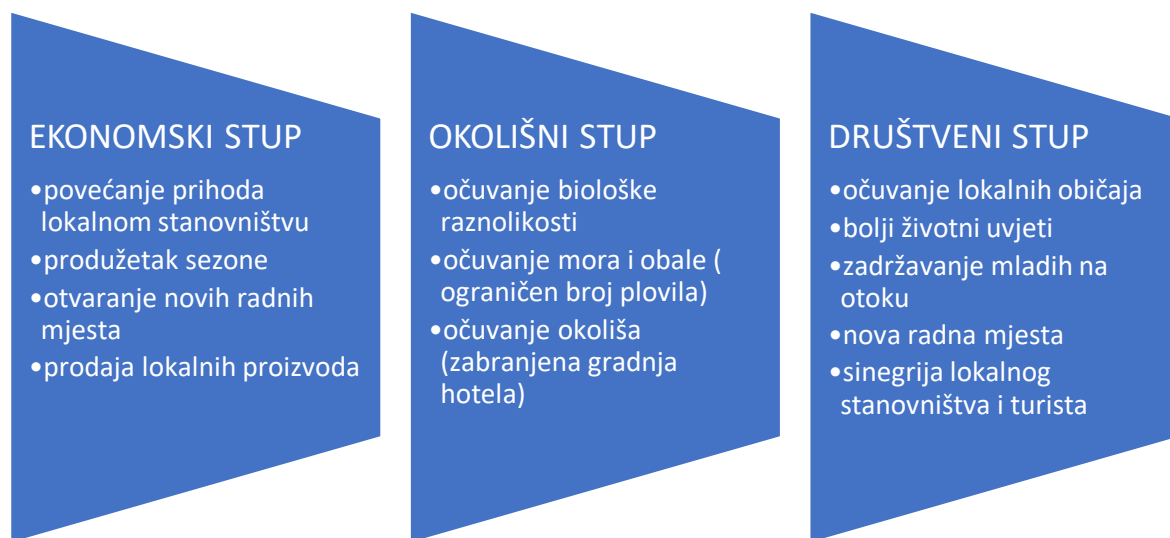 EKONOMSKI STUP
•povećanje prihoda
lokalnom stanovništvu
•produžetak sezone
•otvaranje novih radnih
mjesta
•prodaja lokalnih proizvoda
OKOLIŠNI STUP
•očuvanje biološke
raznolikosti
•očuvanje mora i obale (
ograničen broj plovila)
•očuvanje okoliša
(zabranjena gradnja
hotela)
DRUŠTVENI STUP
•očuvanje lokalnih običaja
•bolji životni uvjeti
•zadržavanje mladih na
otoku
•nova radna mjesta
•sinegrija lokalnog
stanovništva i turista